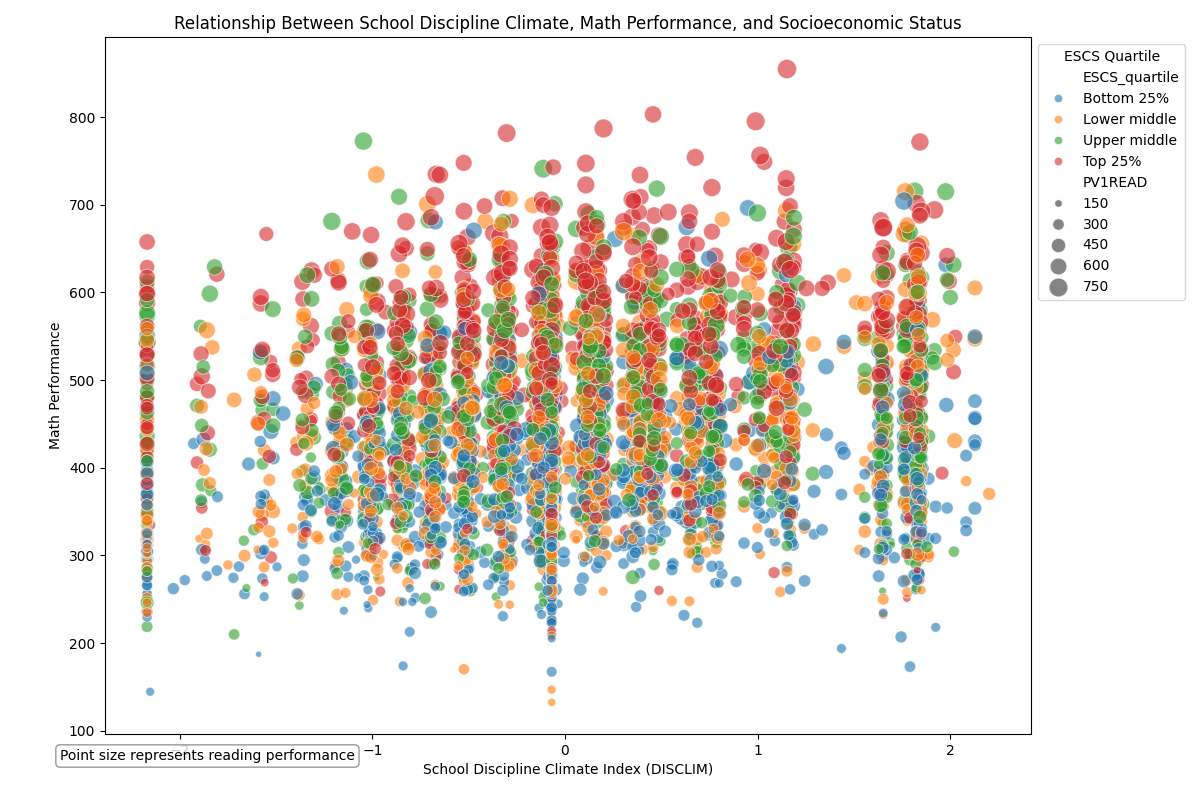 Relationship Between School Discipline Climate, Math Performance, and Socioeconomic Status
ESCS Quartile
ESCS_quartile
Bottom 25%
Lower middle
Upper middle
Top 25%
PV1READ
150
300
450
600
750
800
700
600
500
400
300
200
100
Math Performance
−2
−1
0
1
2
Point size represents reading performance
School Discipline Climate Index (DISCLIM)